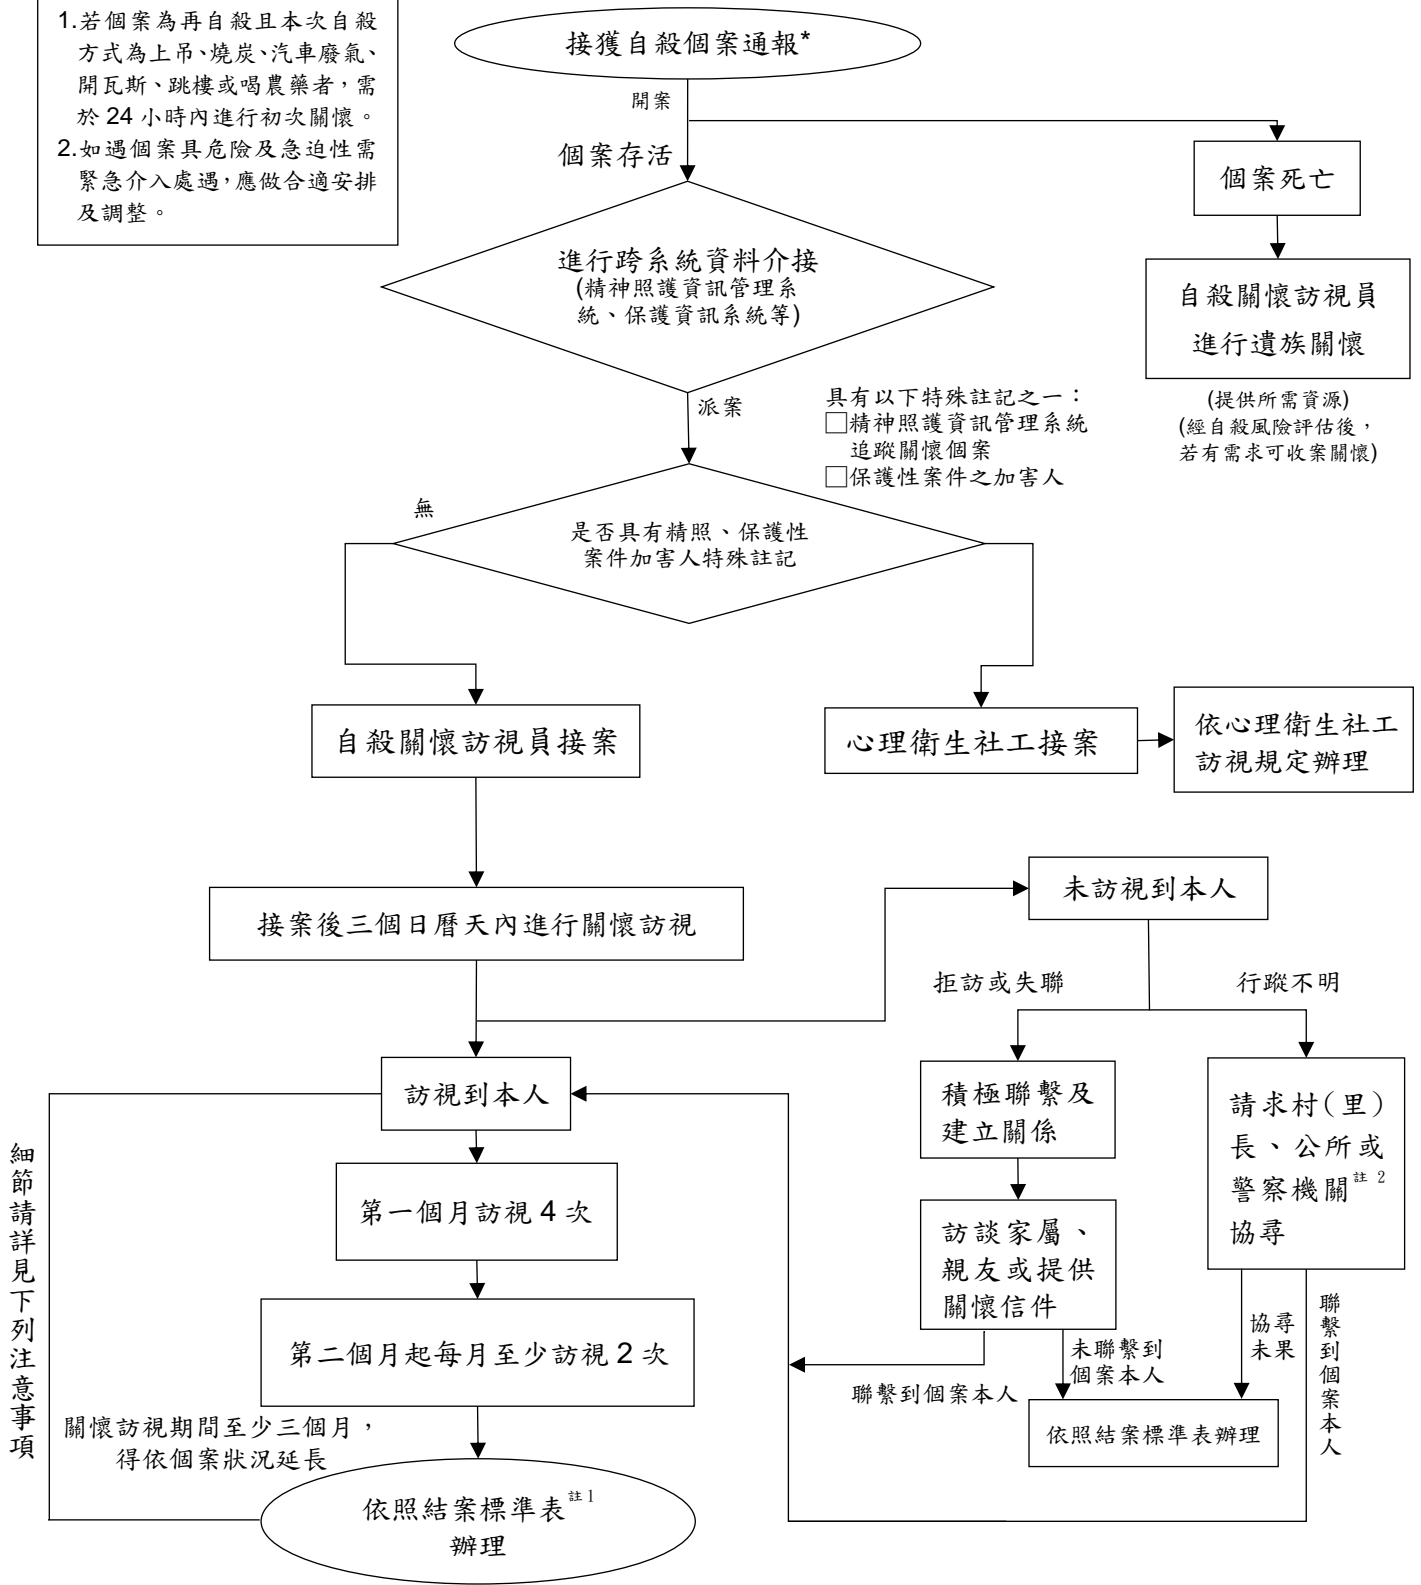 1.若個案為再自殺且本次自殺
方式為上吊、燒炭、汽車廢氣、
開瓦斯、跳樓或喝農藥者，需
於 24 小時內進行初次關懷。
2.如遇個案具危險及急迫性需
緊急介入處遇，應做合適安排
及調整。
接獲自殺個案通報*
開案
個案存活
個案死亡
進行跨系統資料介接
(精神照護資訊管理系
統、保護資訊系統等)
自殺關懷訪視員
進行遺族關懷
(提供所需資源)
(經自殺風險評估後，
若有需求可收案關懷)
派案
具有以下特殊註記之一：
□精神照護資訊管理系統
追蹤關懷個案
□保護性案件之加害人
無
是否具有精照、保護性
案件加害人特殊註記
自殺關懷訪視員接案
心理衛生社工接案
依心理衛生社工
訪視規定辦理
接案後三個日曆天內進行關懷訪視
未訪視到本人
拒訪或失聯
行蹤不明
訪視到本人
積極聯繫及
建立關係
請求村(里)
長、公所或
警察機關註 2
協尋
第一個月訪視 4 次
訪談家屬、
親友或提供
關懷信件
第二個月起每月至少訪視 2 次
聯繫到個案本人
未聯繫到
個案本人
協尋
未果
聯繫到個案本人
依照結案標準表辦理
細節請詳見下列注意事項
關懷訪視期間至少三個月，
得依個案狀況延長
依照結案標準表註1
辦理